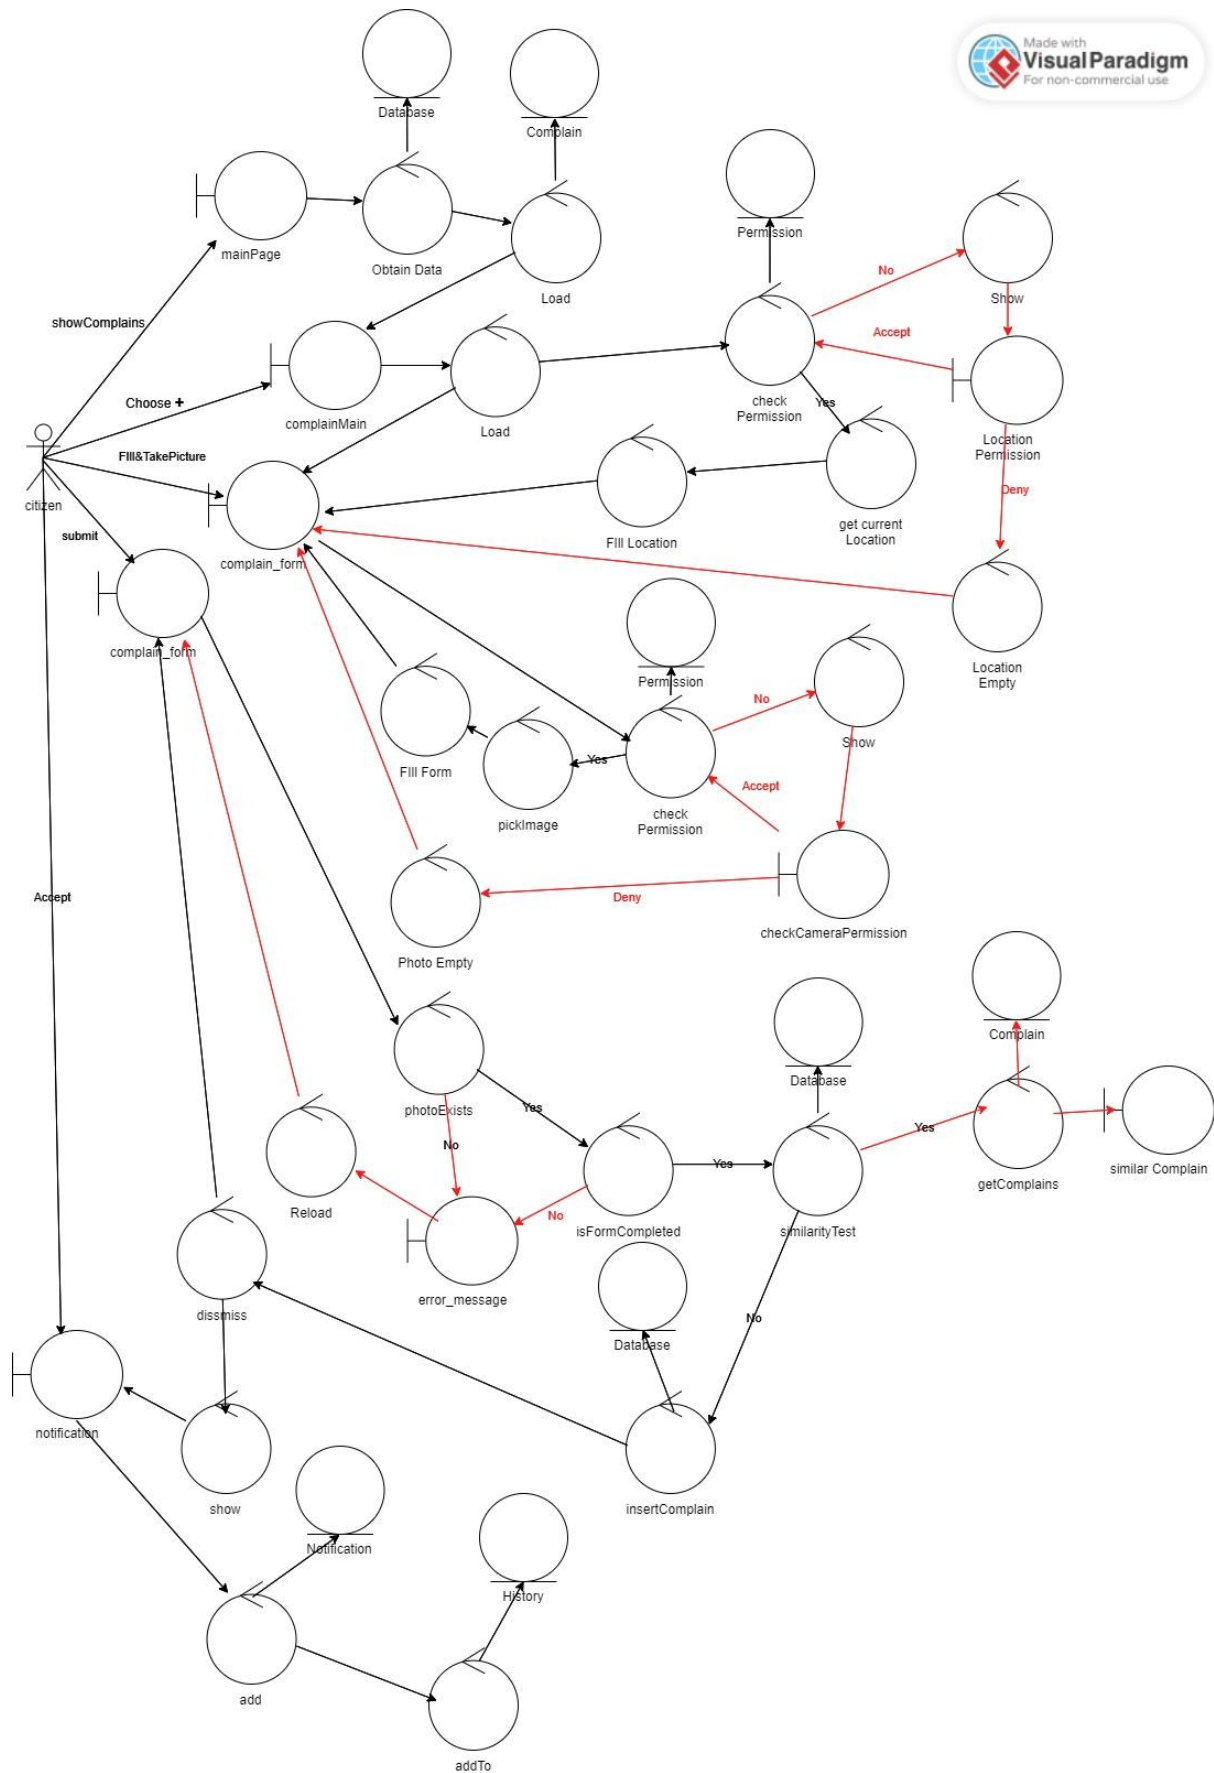 Made with
VisualParadigm
For non-commercial use
Database
Complain
Permission
mainPage
Obtain Data
Load
No
Show
showComplains
Accept
Choose +
complainMain
Load
check
Permission
Yes
Location
Permission
FIll&TakePicture
citizen
Deny
submit
complain_form
FIll Location
get current
Location
complain_form
Permission
Location
Empty
No
Show
FIll Form
Yes
Accept
pickImage
check
Permission
Accept
Deny
checkCameraPermission
Photo Empty
Complain
Database
photoExists
Yes
No
Yes
Yes
getComplains
similar Complain
Reload
No
isFormCompleted
similarityTest
error_message
dissmiss
Database
No
notification
show
insertComplain
Notification
History
add
addTo